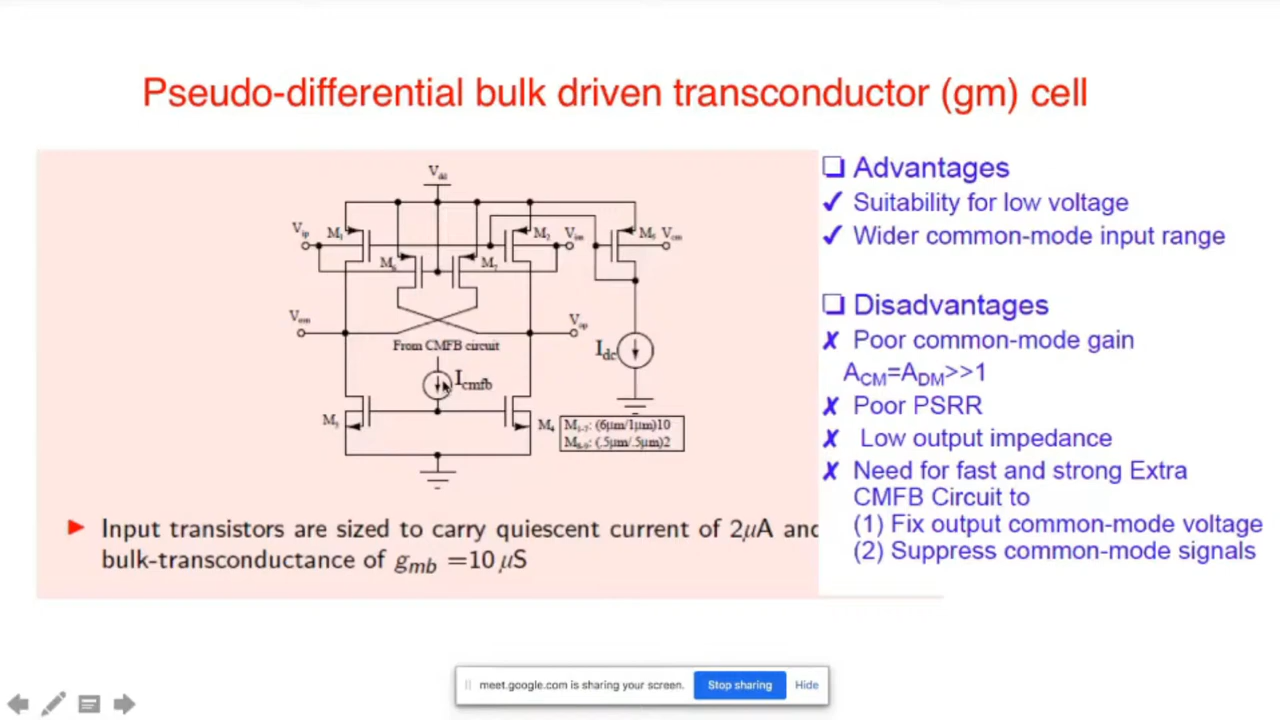 Pseudo-differential bulk driven transconductor (gm) cell
Vdd
Vip
M1
M2
Vim
M5
Vcm
M6
M7
Vom
Vop
From CMFB circuit
Idc
Icmfb
M3
M4
M1-7: (6μm/1μm)10
M8-9: (.5μm/.5μm)2
Input transistors are sized to carry quiescent current of 2μA and
bulk-transconductance of gmb =10 μS
❑ Advantages
✓ Suitability for low voltage
✓ Wider common-mode input range
❑ Disadvantages
✗ Poor common-mode gain
ACM=ADM>>1
✗ Poor PSRR
✗ Low output impedance
✗ Need for fast and strong Extra
CMFB Circuit to
(1) Fix output common-mode voltage
(2) Suppress common-mode signals
meet.google.com is sharing your screen.
Stop sharing
Hide